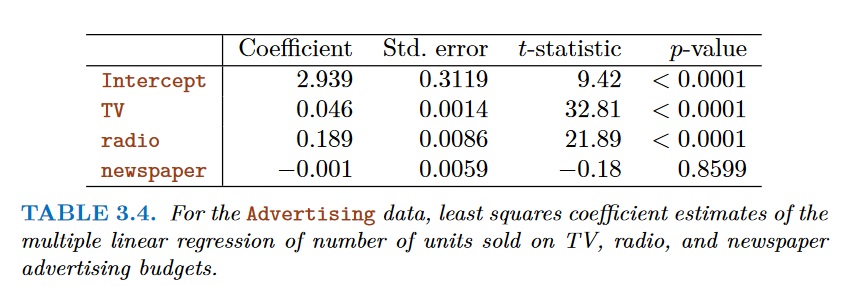 Coefficient Std. error t-statistic p-value
Intercept 2.939 0.3119 9.42 < 0.0001
TV 0.046 0.0014 32.81 < 0.0001
radio 0.189 0.0086 21.89 < 0.0001
newspaper −0.001 0.0059 −0.18 0.8599
TABLE 3.4. For the Advertising data, least squares coefficient estimates of the
multiple linear regression of number of units sold on TV, radio, and newspaper
advertising budgets.